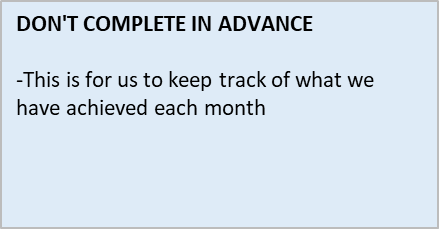 DON'T COMPLETE IN ADVANCE
-This is for us to keep track of what we
have achieved each month